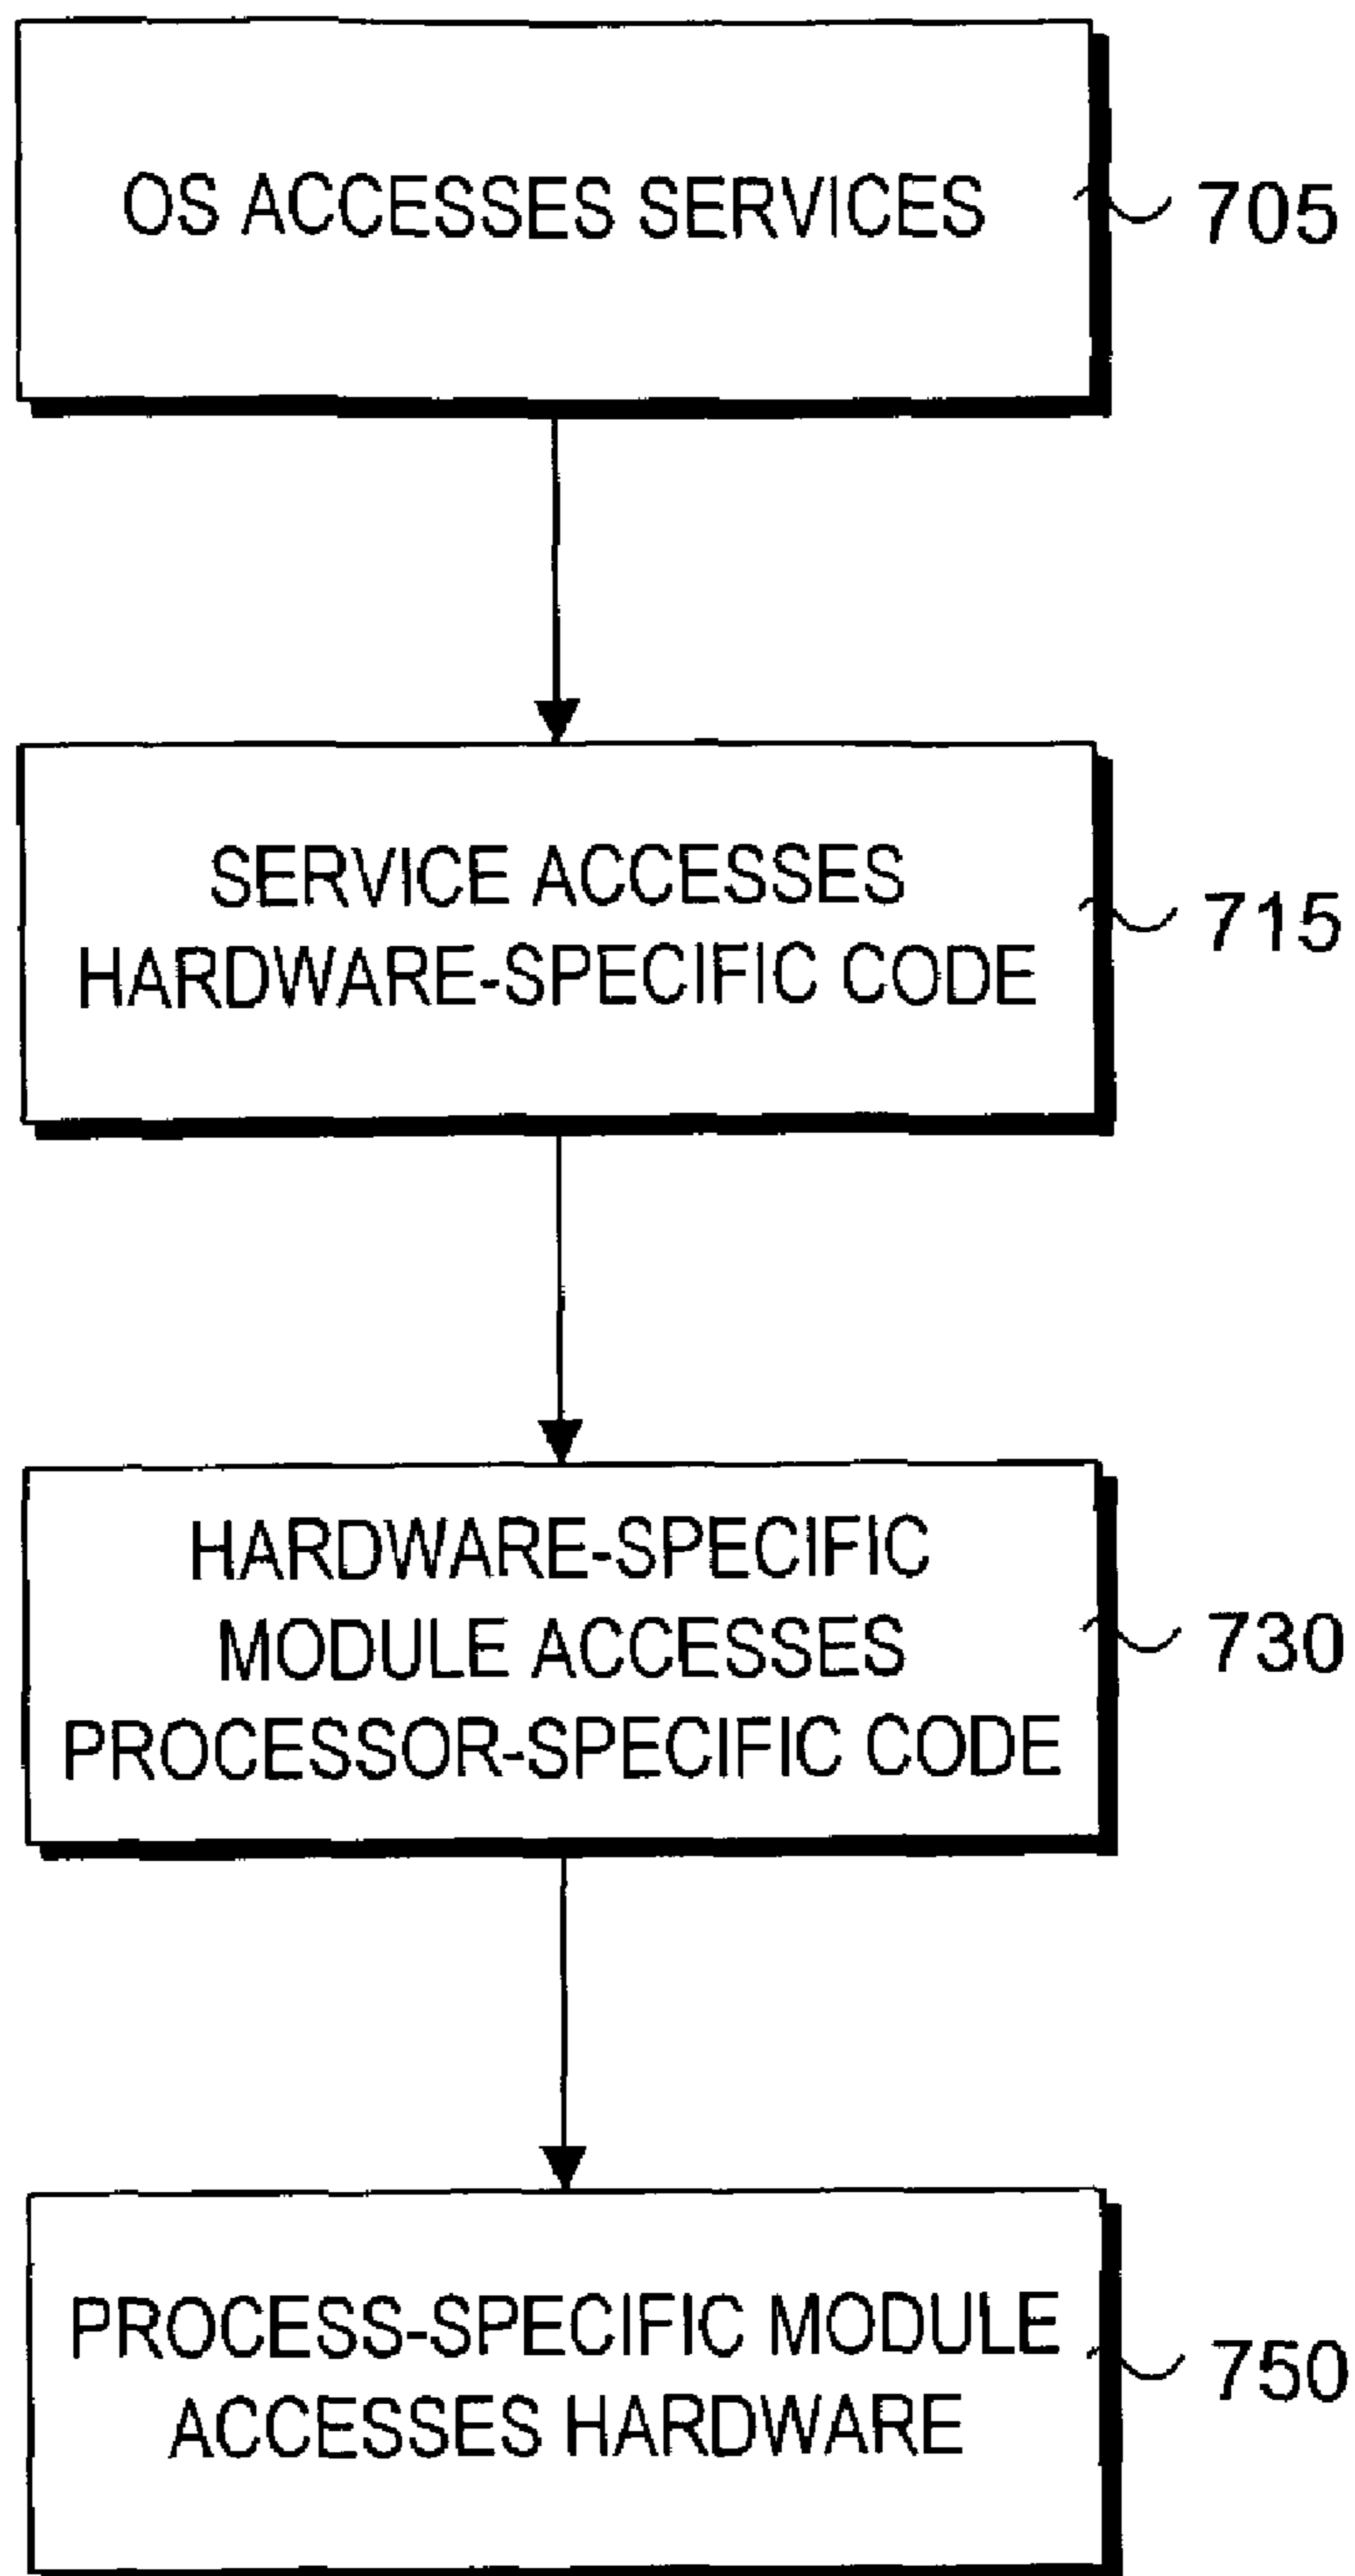 OS ACCESSES SERVICES
705
SERVICE ACCESSES
HARDWARE-SPECIFIC CODE
715
HARDWARE-SPECIFIC
MODULE ACCESSES
PROCESSOR-SPECIFIC CODE
730
PROCESS-SPECIFIC MODULE
ACCESSES HARDWARE
750